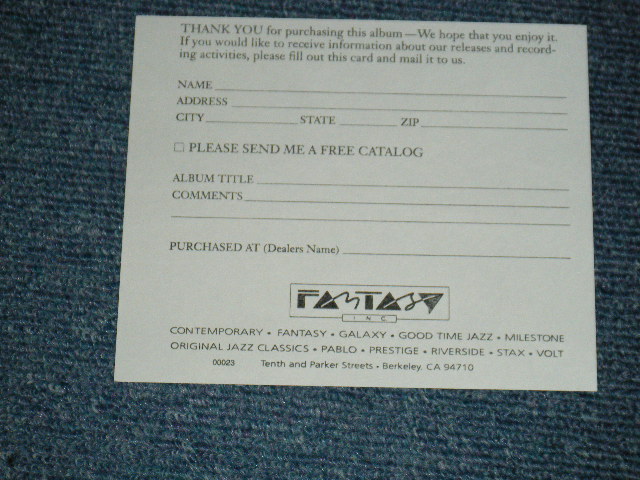 THANK YOU for purchasing this album—We hope that you enjoy it.
If you would like to receive information about our releases and record-
ing activities, please fill out this card and mail it to us.
NAME
ADDRESS
CITY STATE ZIP
□ PLEASE SEND ME A FREE CATALOG
ALBUM TITLE
COMMENTS
PURCHASED AT (Dealers Name)
FANTASY
INC
CONTEMPORARY • FANTASY • GALAXY • GOOD TIME JAZZ • MILESTONE
ORIGINAL JAZZ CLASSICS • PABLO • PRESTIGE • RIVERSIDE • STAX • VOLT
00023 Tenth and Parker Streets • Berkeley, CA 94710